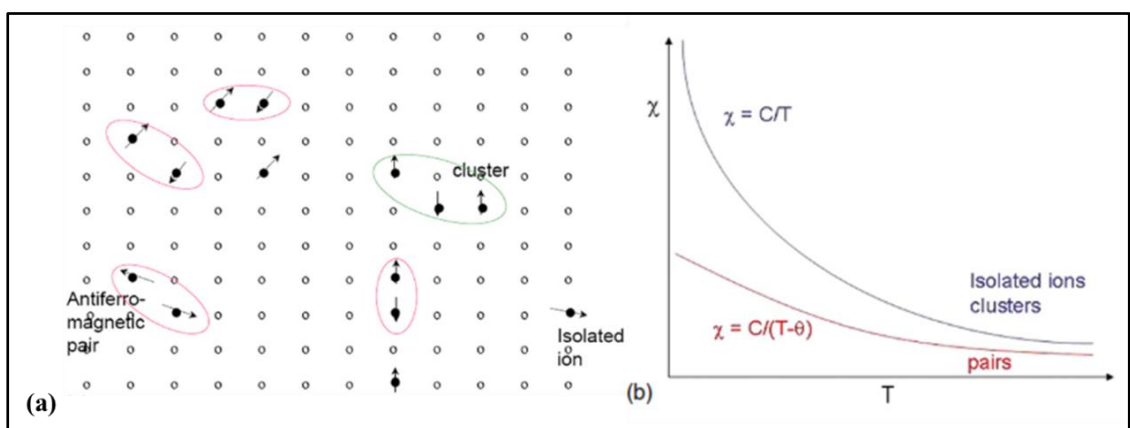 cluster
Antiferro-
magnetic
pair
Isolated
ion
(a)
χ
χ = C/T
Isolated ions
clusters
χ = C/(T-θ)
pairs
(b)
T